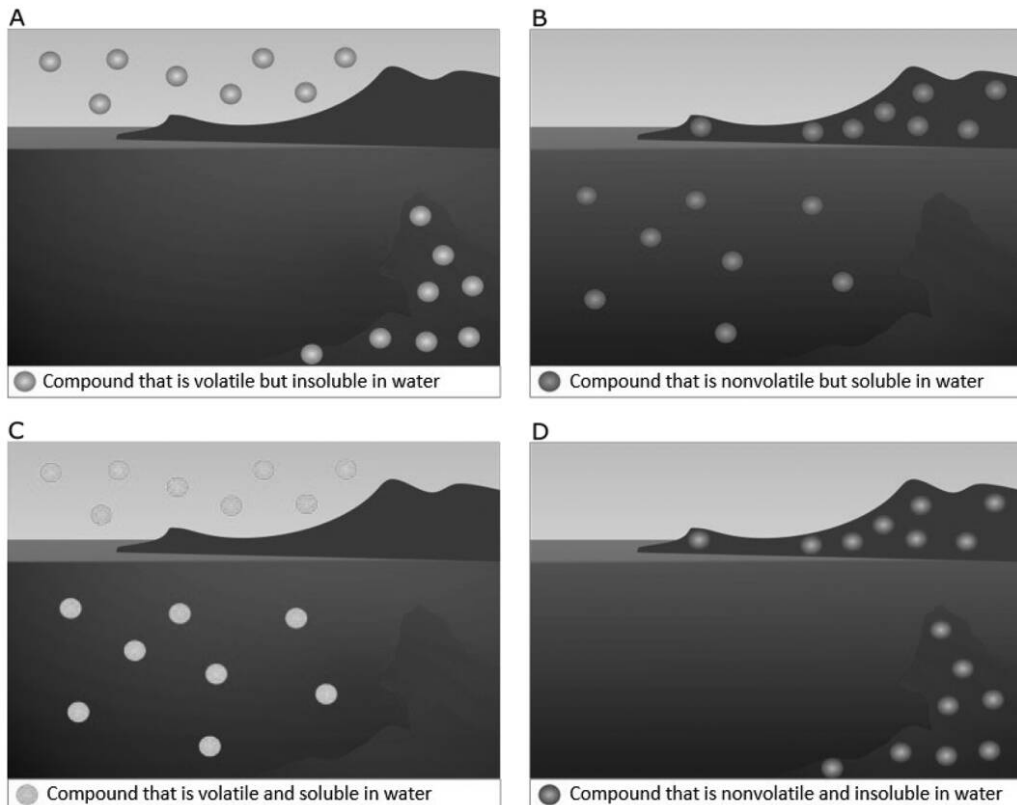 A
B
Compound that is volatile but insoluble in water
Compound that is nonvolatile but soluble in water
C
D
Compound that is volatile and soluble in water
Compound that is nonvolatile and insoluble in water